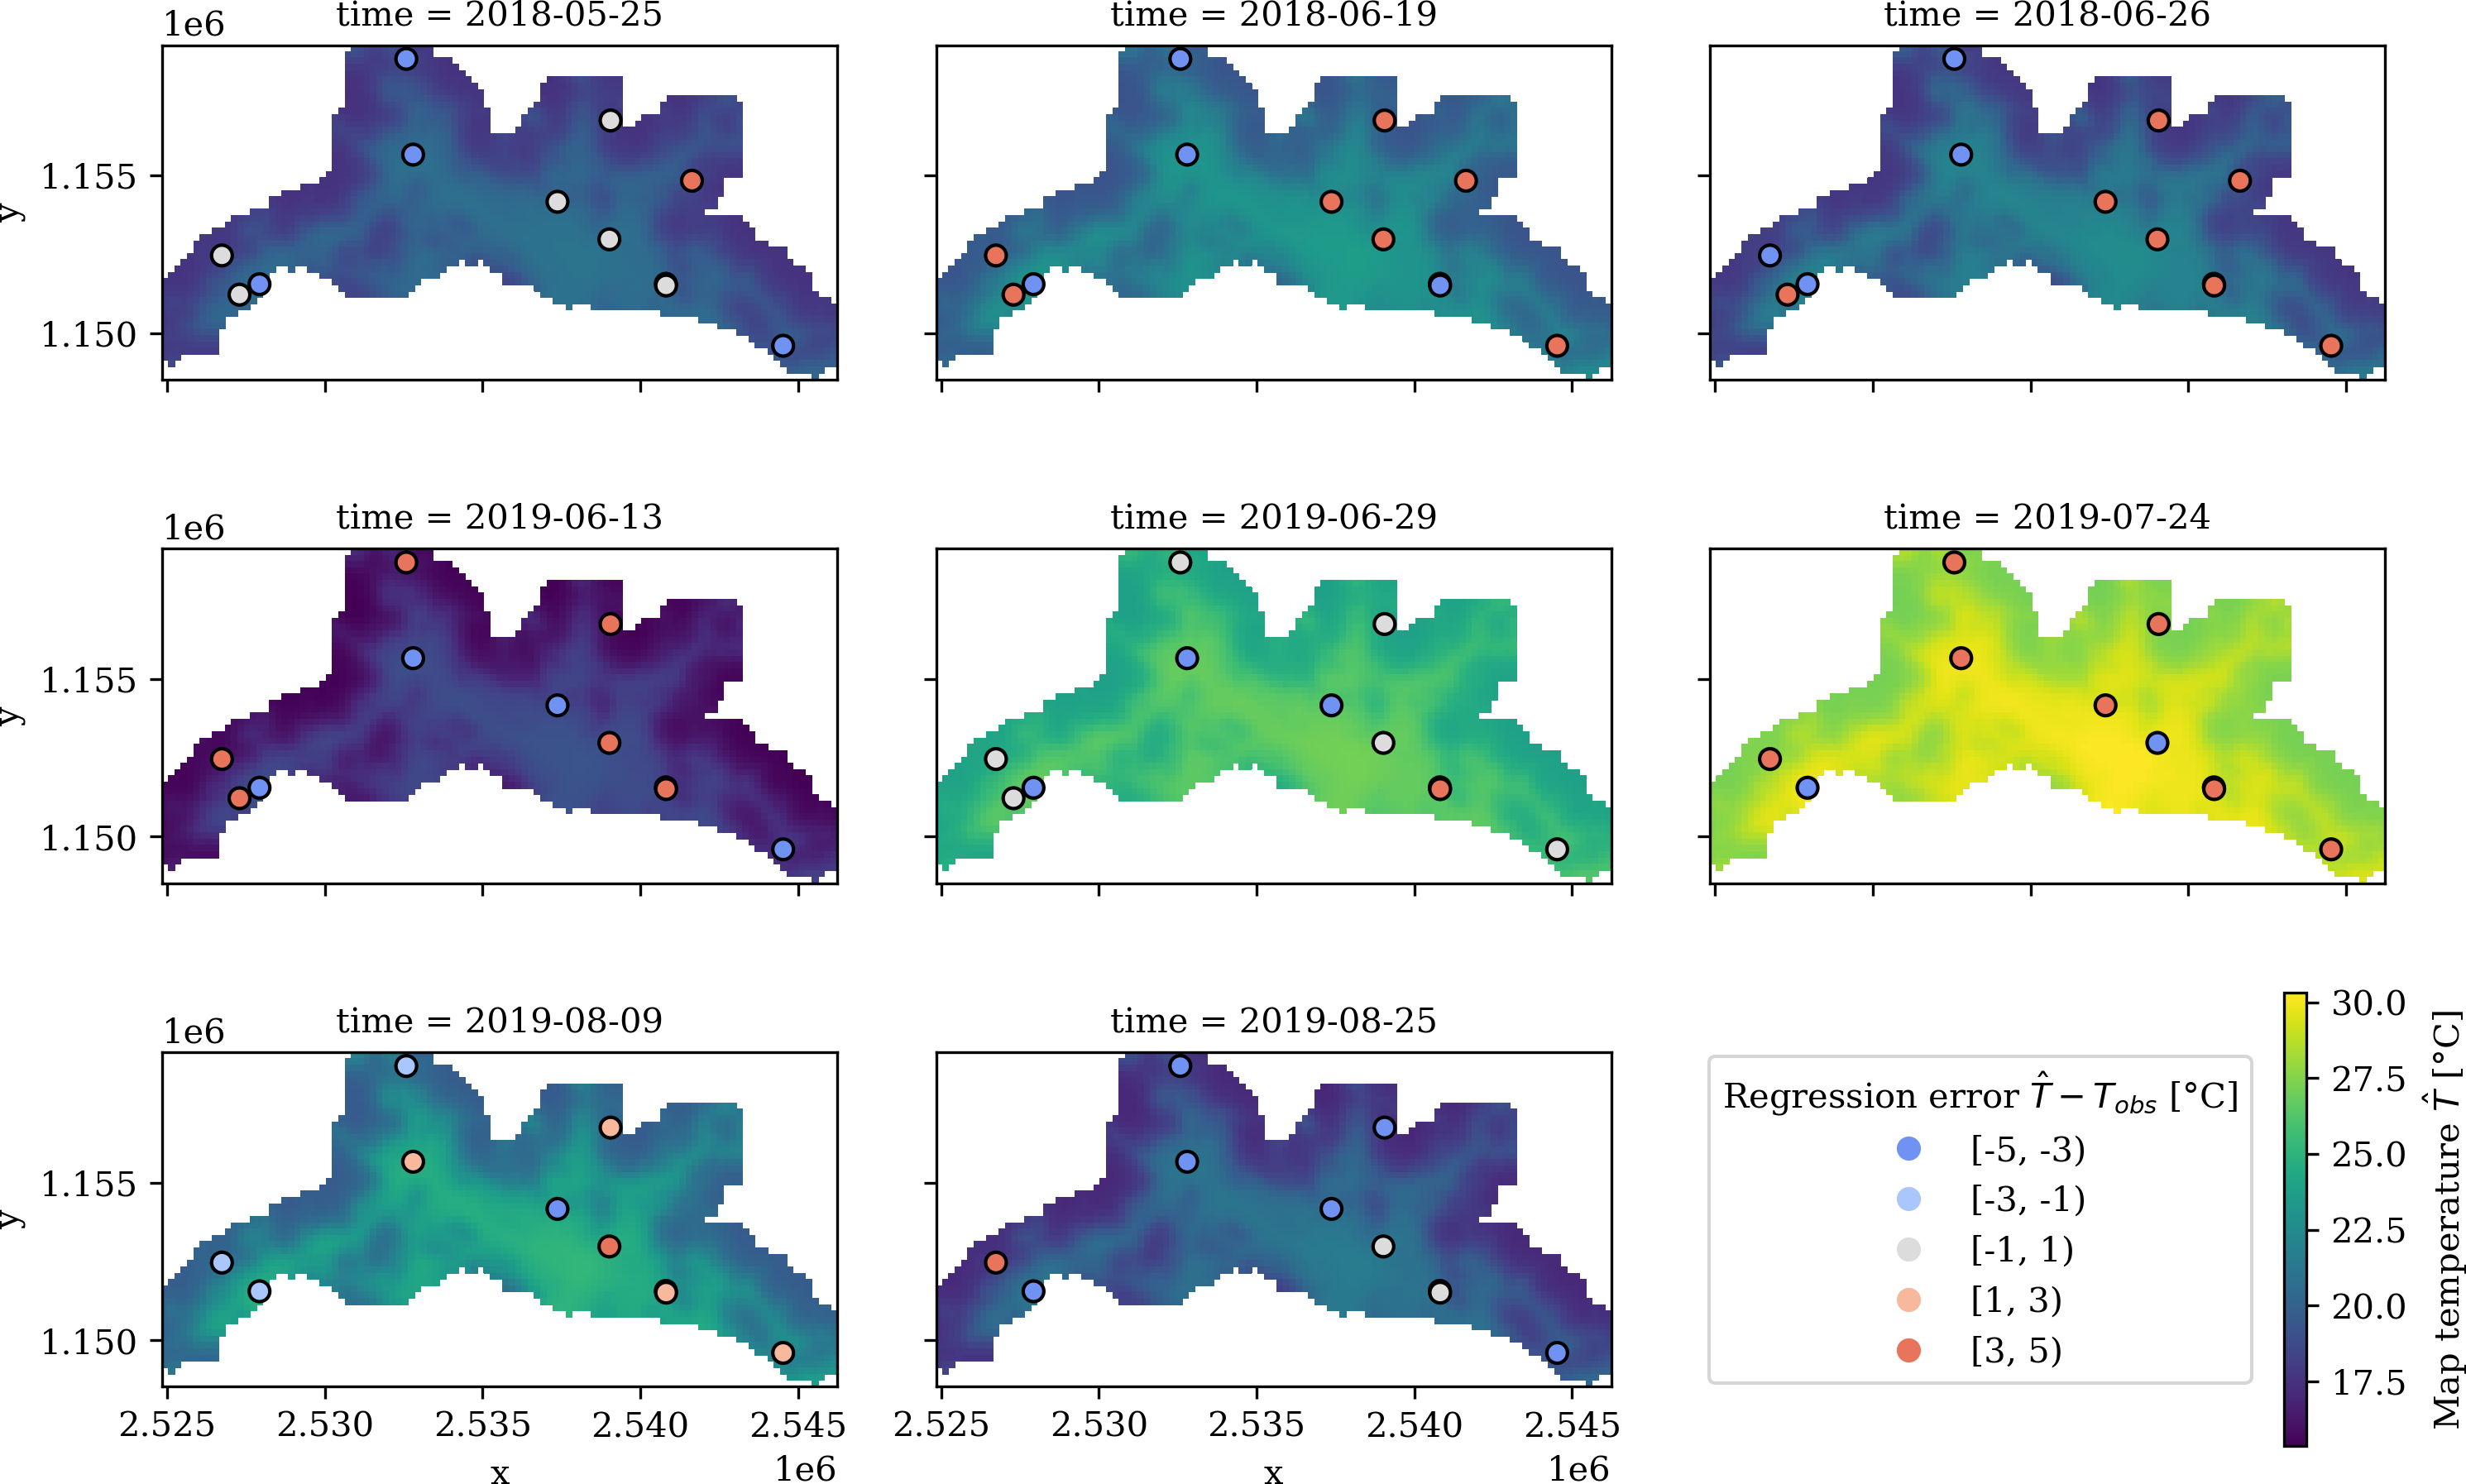 time = 2018-05-25
time = 2018-06-19
time = 2018-06-26
1e6
1.155
1.150
y
time = 2019-06-13
time = 2019-06-29
time = 2019-07-24
1e6
1.155
1.150
y
time = 2019-08-09
time = 2019-08-25
1e6
1.155
1.150
y
2.525 2.530 2.535 2.540 2.545
x
1e6
2.525 2.530 2.535 2.540 2.545
x
1e6
Regression error T̂ − T_obs [°C]
[-5, -3)
[-3, -1)
[-1, 1)
[1, 3)
[3, 5)
30.0
27.5
25.0
22.5
20.0
17.5
Map temperature T̂ [°C]